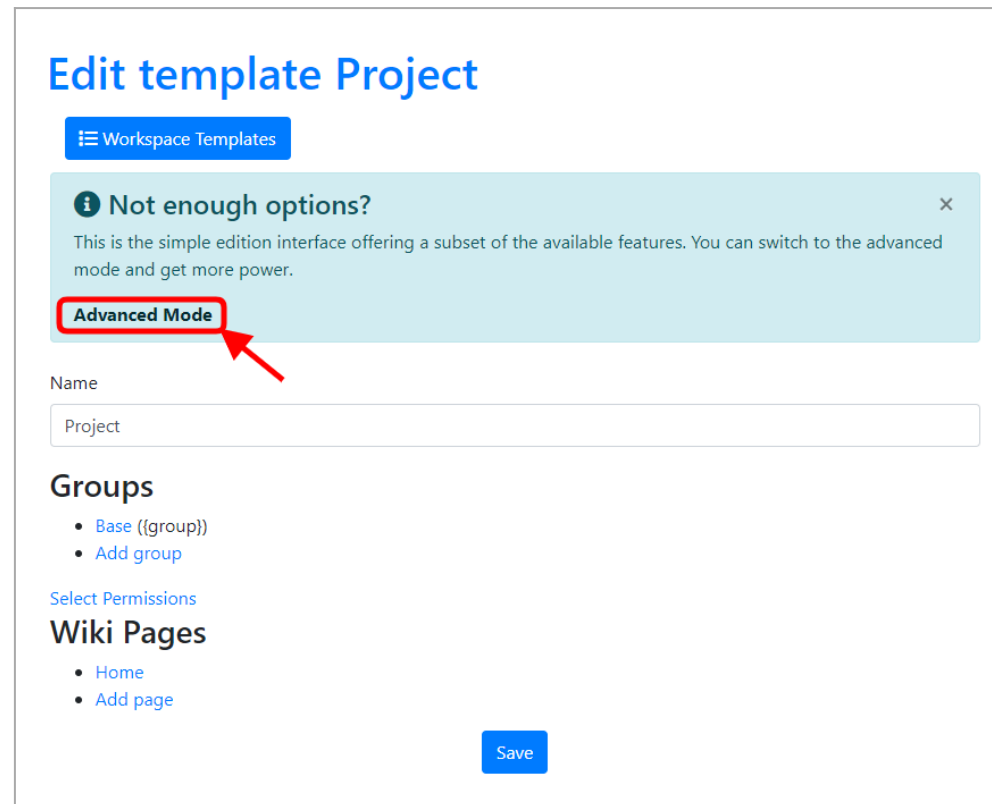 Edit template Project
Workspace Templates
Not enough options?
×
This is the simple edition interface offering a subset of the available features. You can switch to the advanced
mode and get more power.
Advanced Mode
Name
Project
Groups
Base ({group})
Add group
Select Permissions
Wiki Pages
Home
Add page
Save